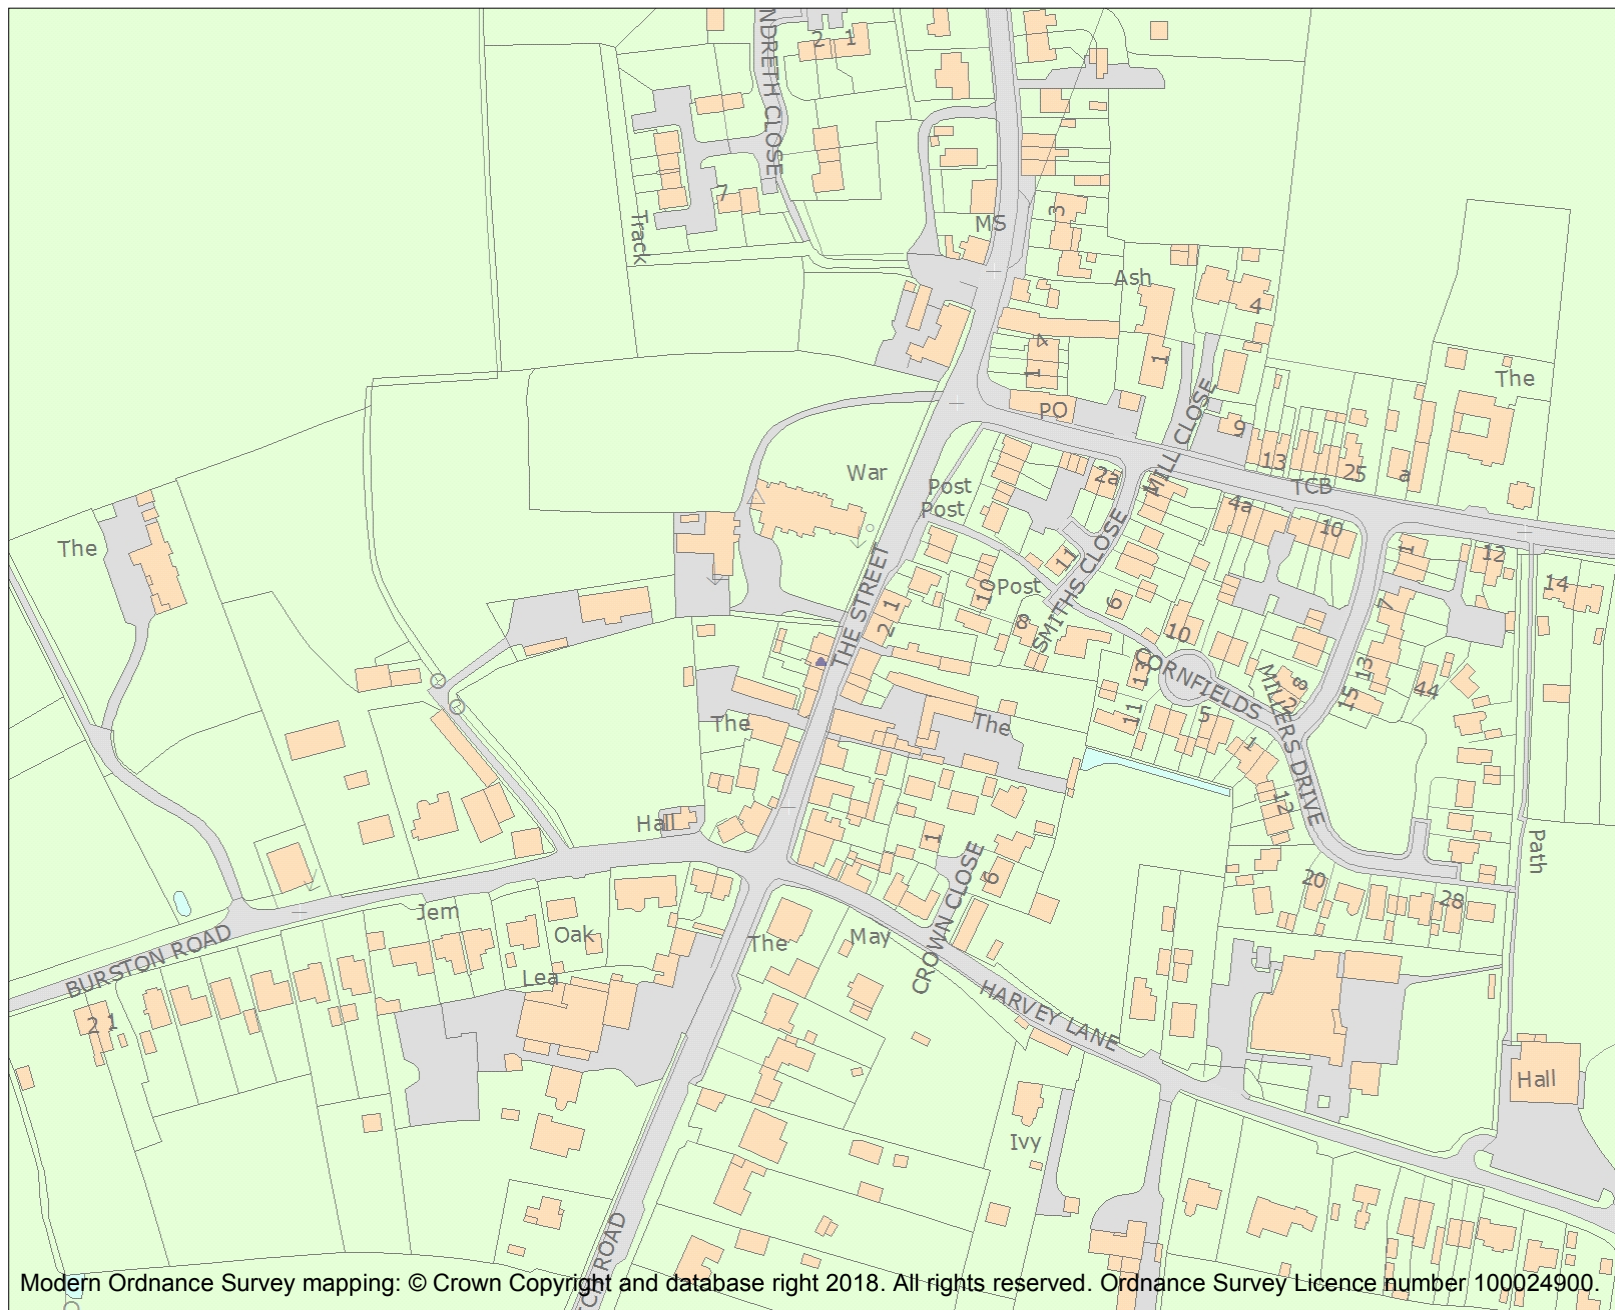 NDRETH CLOSE
2 1
7
Track
MS
3
Ash
4
4
1
1
The
PO
MILL CLOSE
9
13
25
a
2a
1
TCB
4a
10
War
Post
Post
The
THE STREET
11
10
Post
SMITHS CLOSE
8
6
10
1
12
14
7
1
2
CORNFIELDS
13
11
5
MILLERS DRIVE
8
2
13
15
44
1
12
The
The
Hall
1
CROWN CLOSE
6
20
28
Path
Jem
Oak
Lea
The
May
BURSTON ROAD
2 1
HARVEY LANE
Hall
Ivy
ROAD
Modern Ordnance Survey mapping: © Crown Copyright and database right 2018. All rights reserved. Ordnance Survey Licence number 100024900.